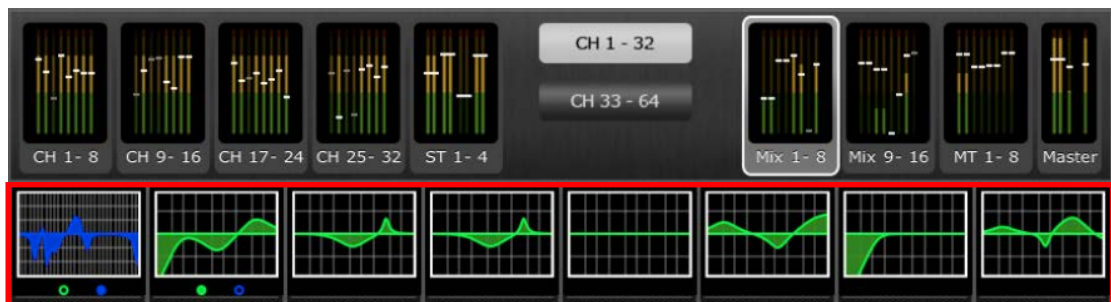 CH 1 - 32
CH 33 - 64
CH 1- 8 CH 9- 16 CH 17- 24 CH 25- 32 ST 1- 4 Mix 1- 8 Mix 9- 16 MT 1- 8 Master